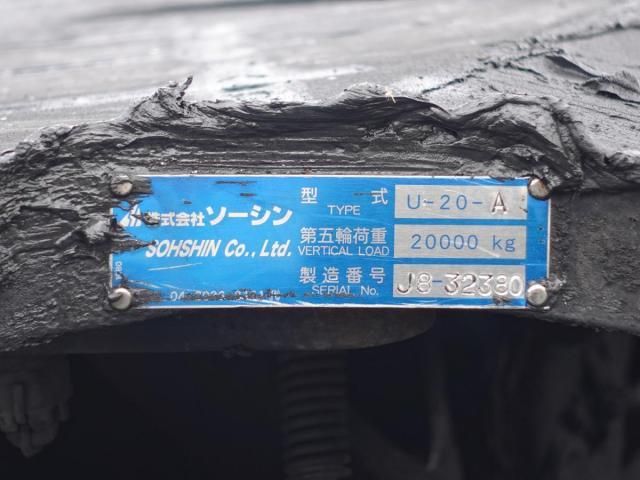 株式会社ソーシン
SOHSHIN Co., Ltd.
型式 TYPE U-20-A
第五輪荷重 VERTICAL LOAD 20000 kg
製造番号 SERIAL No. J8-32380